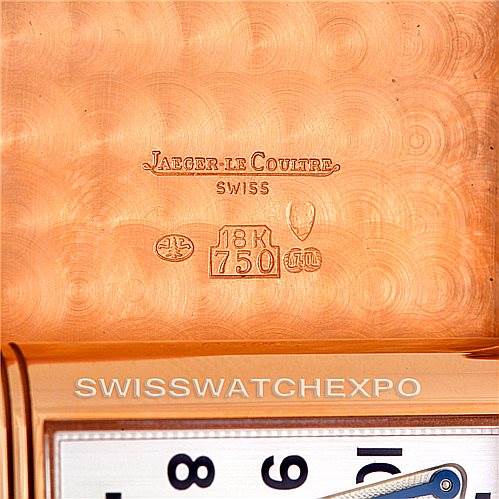 JAEGER-LE COULTRE
SWISS
18K
750
SWISSWATCHEXPO
8 9 10